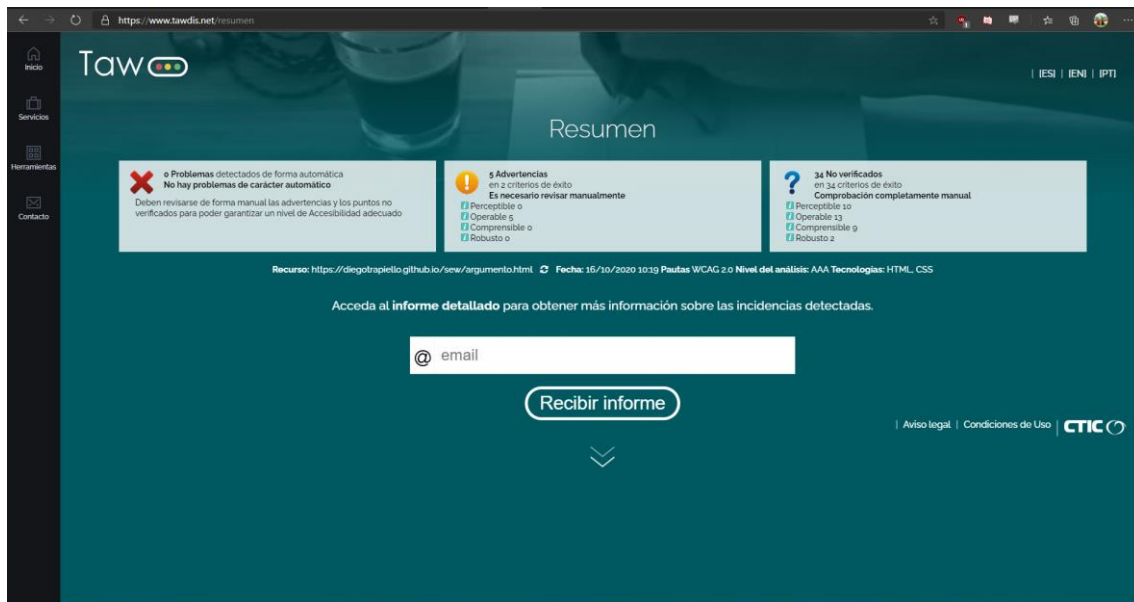 https://www.tawdis.net/resumen
Inicio
Servicios
Herramientas
Contacto
Taw
| [ES] | [EN] | [PT]
Resumen
0 Problemas detectados de forma automática
No hay problemas de carácter automático
Deben revisarse de forma manual las advertencias y los puntos no
verificados para poder garantizar un nivel de Accesibilidad adecuado
5 Advertencias
en 2 criterios de éxito
Es necesario revisar manualmente
Perceptible 0
Operable 5
Comprensible 0
Robusto 0
34 No verificados
en 34 criterios de éxito
Comprobación completamente manual
Perceptible 10
Operable 13
Comprensible 9
Robusto 2
Recurso: https://diegotrapiello.github.io/sew/argumento.html Fecha: 16/10/2020 10:19 Pautas WCAG 2.0 Nivel del análisis: AAA Tecnologías: HTML, CSS
Acceda al informe detallado para obtener más información sobre las incidencias detectadas.
@ email
Recibir informe
| Aviso legal | Condiciones de Uso | CTIC